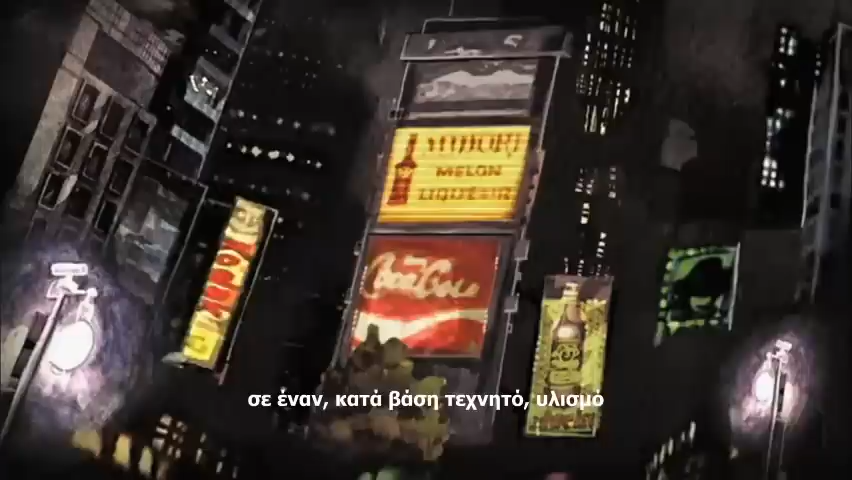 MIDORI
MELON
LIQUEUR
Coca-Cola
σε έναν, κατά βάση τεχνητό, υλισμό